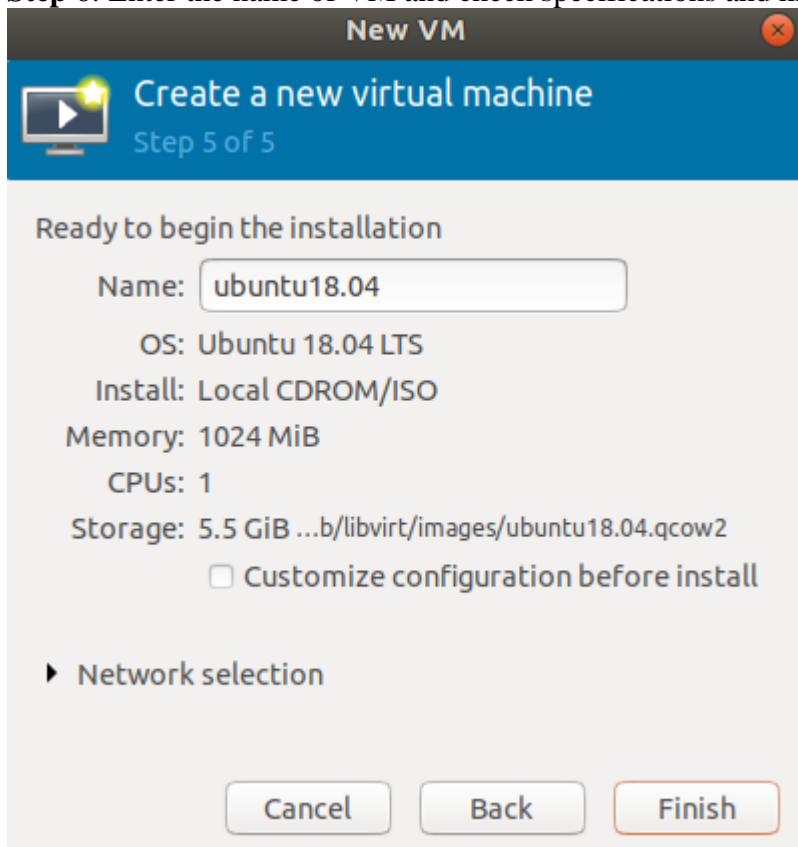 New VM
Create a new virtual machine
Step 5 of 5
Ready to begin the installation
Name: ubuntu18.04
OS: Ubuntu 18.04 LTS
Install: Local CDROM/ISO
Memory: 1024 MiB
CPUs: 1
Storage: 5.5 GiB ...b/libvirt/images/ubuntu18.04.qcow2
Customize configuration before install
Network selection
Cancel Back Finish